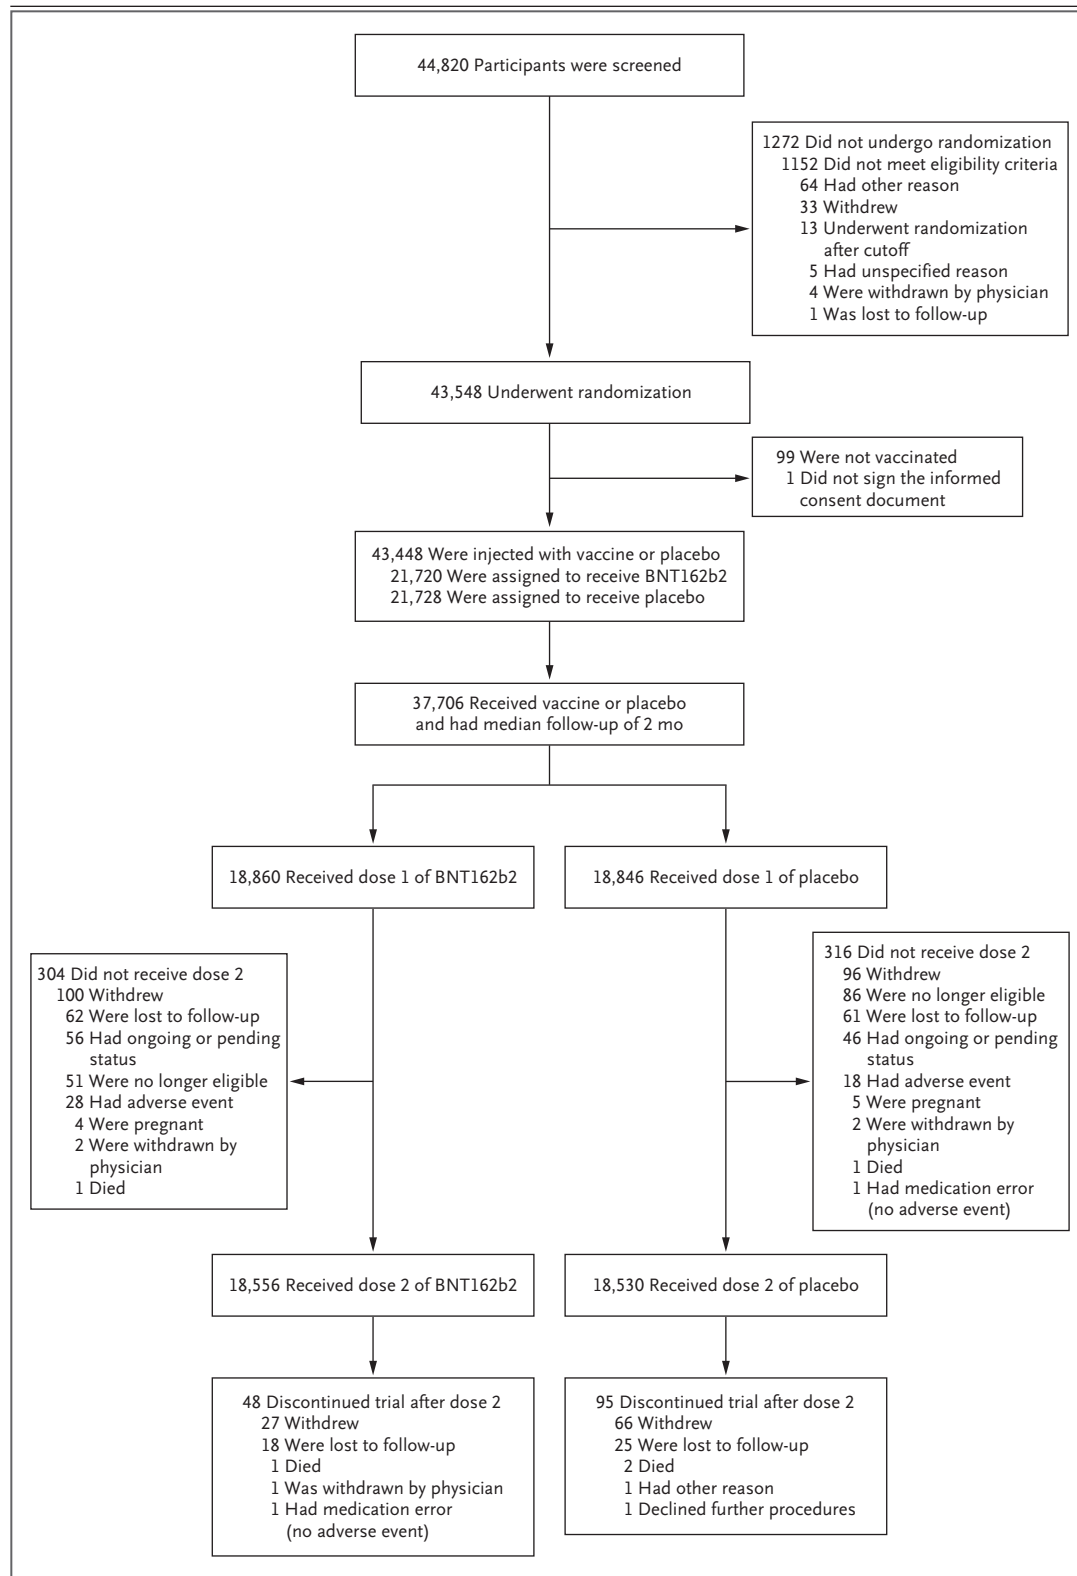 44,820 Participants were screened
1272 Did not undergo randomization
1152 Did not meet eligibility criteria
64 Had other reason
33 Withdrew
13 Underwent randomization
after cutoff
5 Had unspecified reason
4 Were withdrawn by physician
1 Was lost to follow-up
43,548 Underwent randomization
99 Were not vaccinated
1 Did not sign the informed
consent document
43,448 Were injected with vaccine or placebo
21,720 Were assigned to receive BNT162b2
21,728 Were assigned to receive placebo
37,706 Received vaccine or placebo
and had median follow-up of 2 mo
18,860 Received dose 1 of BNT162b2
18,846 Received dose 1 of placebo
304 Did not receive dose 2
100 Withdrew
62 Were lost to follow-up
56 Had ongoing or pending
status
51 Were no longer eligible
28 Had adverse event
4 Were pregnant
2 Were withdrawn by
physician
1 Died
316 Did not receive dose 2
96 Withdrew
86 Were no longer eligible
61 Were lost to follow-up
46 Had ongoing or pending
status
18 Had adverse event
5 Were pregnant
2 Were withdrawn by
physician
1 Died
1 Had medication error
(no adverse event)
18,556 Received dose 2 of BNT162b2
18,530 Received dose 2 of placebo
48 Discontinued trial after dose 2
27 Withdrew
18 Were lost to follow-up
1 Died
1 Was withdrawn by physician
1 Had medication error
(no adverse event)
95 Discontinued trial after dose 2
66 Withdrew
25 Were lost to follow-up
2 Died
1 Had other reason
1 Declined further procedures